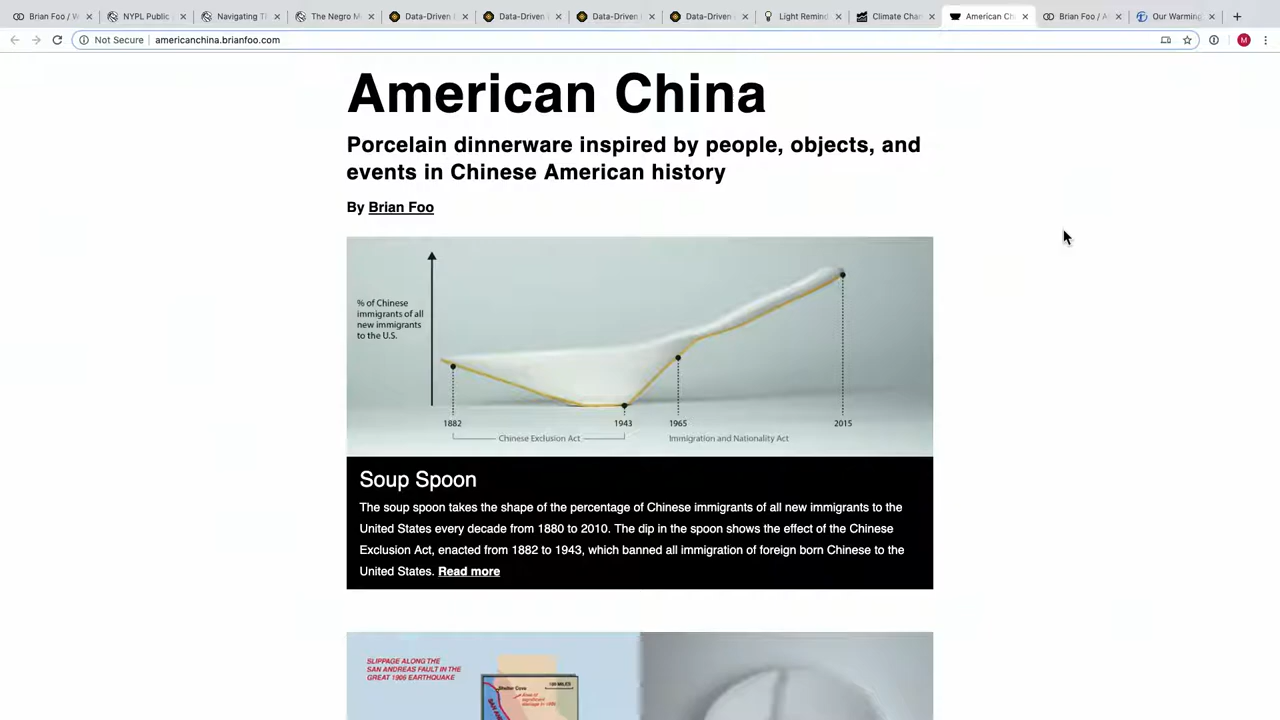 Brian Foo / W
NYPL Public
Navigating Th
The Negro M
Data-Driven
Data-Driven
Data-Driven
Data-Driven
Light Remind
Climate Chan
American Ch
Brian Foo / A
Our Warming
Not Secure
americanchina.brianfoo.com
M
American China
Porcelain dinnerware inspired by people, objects, and
events in Chinese American history
By Brian Foo
% of Chinese
immigrants of all
new immigrants
to the U.S.
1882
1943
1965
2015
Chinese Exclusion Act
Immigration and Nationality Act
Soup Spoon
The soup spoon takes the shape of the percentage of Chinese immigrants of all new immigrants to the
United States every decade from 1880 to 2010. The dip in the spoon shows the effect of the Chinese
Exclusion Act, enacted from 1882 to 1943, which banned all immigration of foreign born Chinese to the
United States. Read more
SLIPPAGE ALONG THE
SAN ANDREAS FAULT IN THE
GREAT 1906 EARTHQUAKE
Shelter Cove
SAN